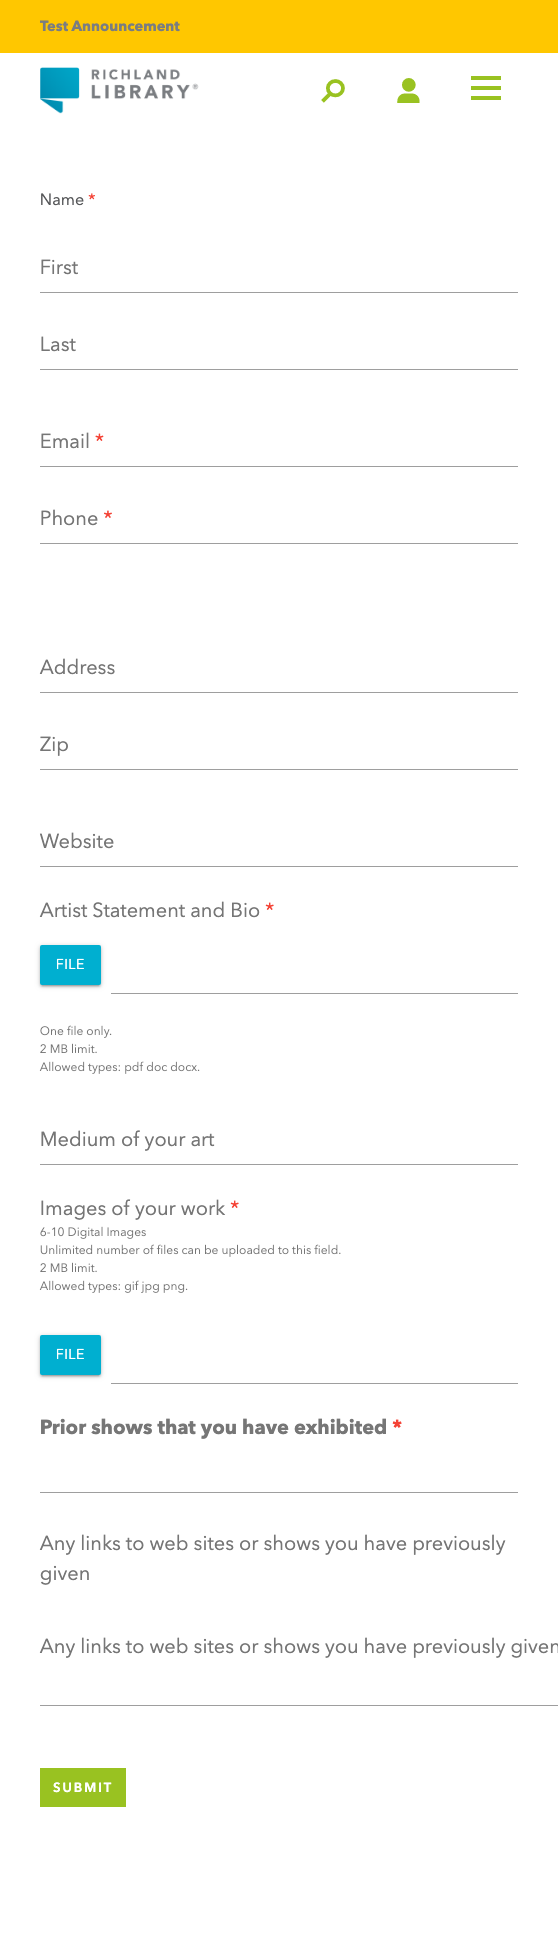 Test Announcement
RICHLAND
LIBRARY®
Name *
First
Last
Email *
Phone *
Address
Zip
Website
Artist Statement and Bio *
FILE
One file only.
2 MB limit.
Allowed types: pdf doc docx.
Medium of your art
Images of your work *
6-10 Digital Images
Unlimited number of files can be uploaded to this field.
2 MB limit.
Allowed types: gif jpg png.
FILE
Prior shows that you have exhibited *
Any links to web sites or shows you have previously
given
Any links to web sites or shows you have previously given
SUBMIT